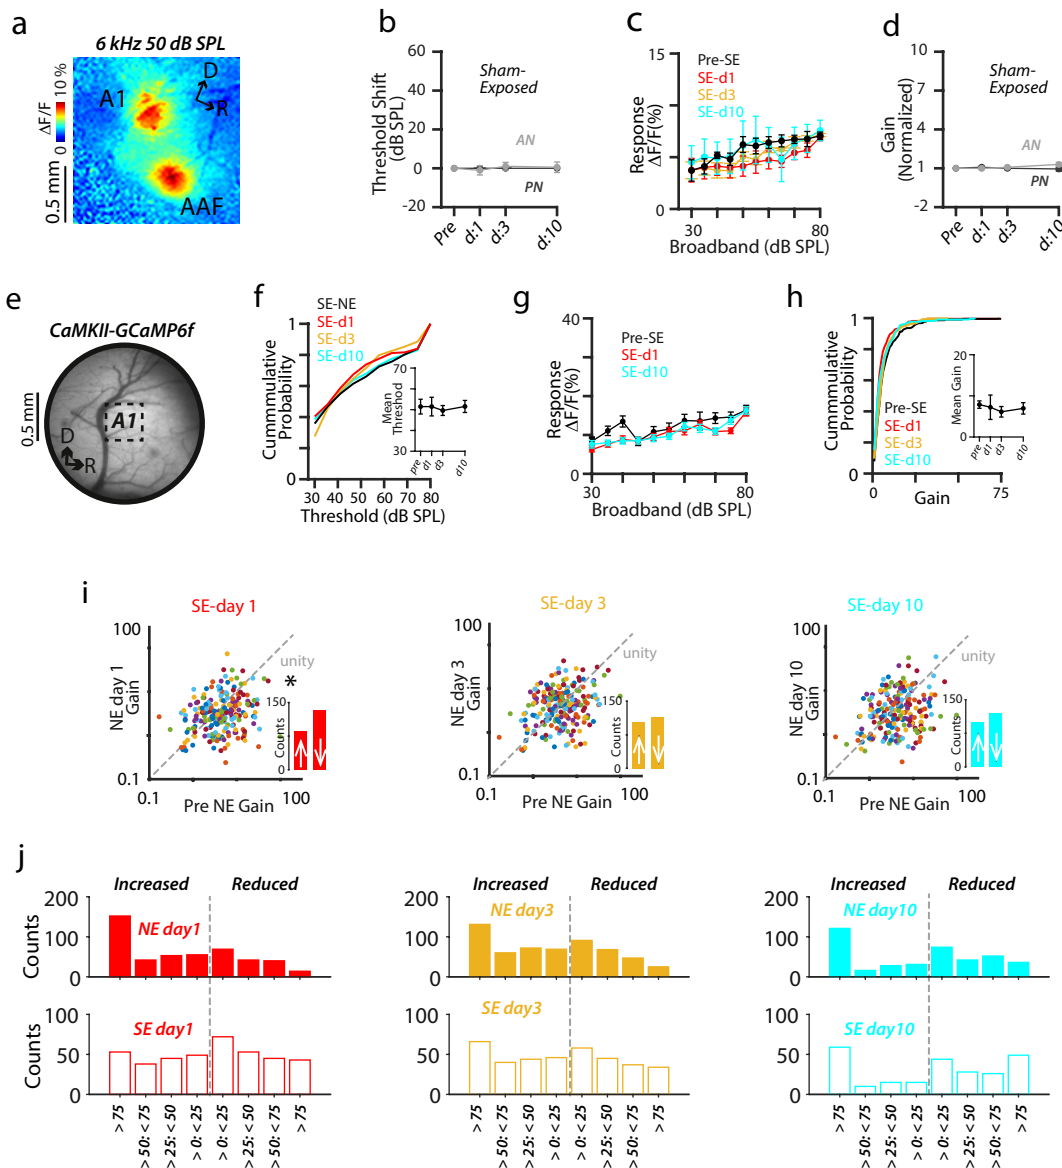 a
6 kHz 50 dB SPL
ΔF/F
0
10 %
0.5 mm
A1
D
R
AAF
b
Threshold Shift
(dB SPL)
60
40
20
0
-20
Sham-
Exposed
AN
PN
Pre
d:1
d:3
d:10
c
Response
ΔF/F(%)
15
0
Pre-SE
SE-d1
SE-d3
SE-d10
30
80
Broadband (dB SPL)
d
Gain
(Normalized)
10
7
4
1
-2
Sham-
Exposed
AN
PN
Pre
d:1
d:3
d:10
e
CaMKII-GCaMP6f
0.5 mm
A1
D
R
f
Cummmulative
Probability
1
0
SE-NE
SE-d1
SE-d3
SE-d10
Mean
Threshod
70
30
pre
d1
d3
d10
30
40
50
60
70
80
Threshold (dB SPL)
g
Response
ΔF/F(%)
40
0
Pre-SE
SE-d1
SE-d10
30
80
Broadband (dB SPL)
h
Cummmulative
Probability
1
0
Pre-SE
SE-d1
SE-d3
SE-d10
Mean Gain
20
10
0
pre
d1
d3
d10
0
75
Gain
i
SE-day 1
100
0.1
NE day 1
Gain
unity
*
150
0
Counts
0.1
100
Pre NE Gain
SE-day 3
100
0.1
NE day 3
Gain
unity
150
0
Counts
0.1
100
Pre NE Gain
SE-day 10
100
0.1
NE day 10
Gain
unity
150
0
Counts
0.1
100
Pre NE Gain
j
Increased
Reduced
200
100
0
Counts
NE day1
Increased
Reduced
200
100
0
NE day3
Increased
Reduced
200
100
0
NE day10
100
50
0
Counts
SE day1
> 75
> 50: < 75
> 25: < 50
> 0: < 25
> 0: < 25
> 25: < 50
> 50: < 75
> 75
100
50
0
SE day3
> 75
> 50: < 75
> 25: < 50
> 0: < 25
> 0: < 25
> 25: < 50
> 50: < 75
> 75
100
50
0
SE day10
> 75
> 50: < 75
> 25: < 50
> 0: < 25
> 0: < 25
> 25: < 50
> 50: < 75
> 75